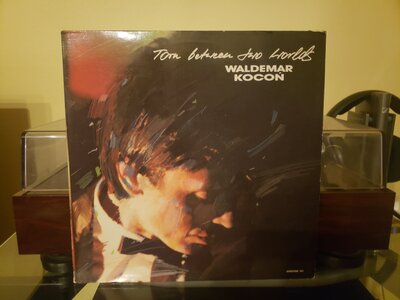 Torn between two worlds
WALDEMAR
KOCOŃ